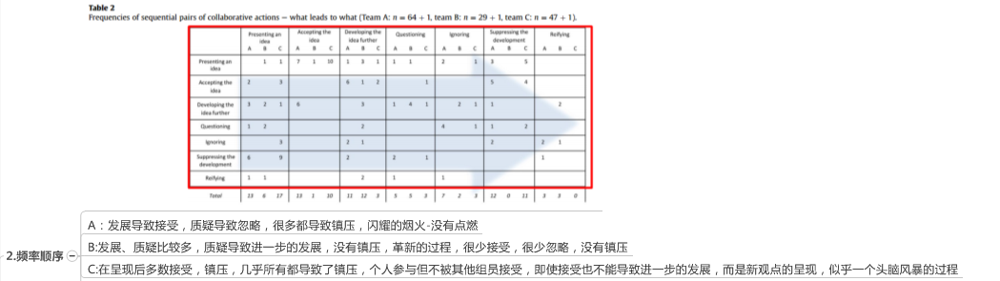 Table 2
Frequencies of sequential pairs of collaborative actions – what leads to what (Team A: n = 64 + 1, team B: n = 29 + 1, team C: n = 47 + 1).
Presenting an idea Accepting the idea Developing the idea further Questioning Ignoring Suppressing the development Reifying
A B C A B C A B C A B C A B C A B C A B C
Presenting an idea 1 1 7 1 10 1 3 1 1 1 2 1 3 5
Accepting the idea 2 3 6 1 2 1 5 4
Developing the idea further 3 2 1 6 3 1 4 1 2 1 1 2
Questioning 1 2 2 4 1 1 2
Ignoring 3 2 1 2 2 1
Suppressing the development 6 9 2 2 1 1
Reifying 1 1 2 1 1
Total 13 6 17 13 1 10 11 12 3 5 5 3 7 2 3 12 0 11 3 3 0
A：发展导致接受，质疑导致忽略，很多都导致镇压，闪耀的烟火-没有点燃
B:发展、质疑比较多，质疑导致进一步的发展，没有镇压，革新的过程，很少接受，很少忽略，没有镇压
2.频率顺序
C:在呈现后多数接受，镇压，几乎所有都导致了镇压，个人参与但不被其他组员接受，即使接受也不能导致进一步的发展，而是新观点的呈现，似乎一个头脑风暴的过程